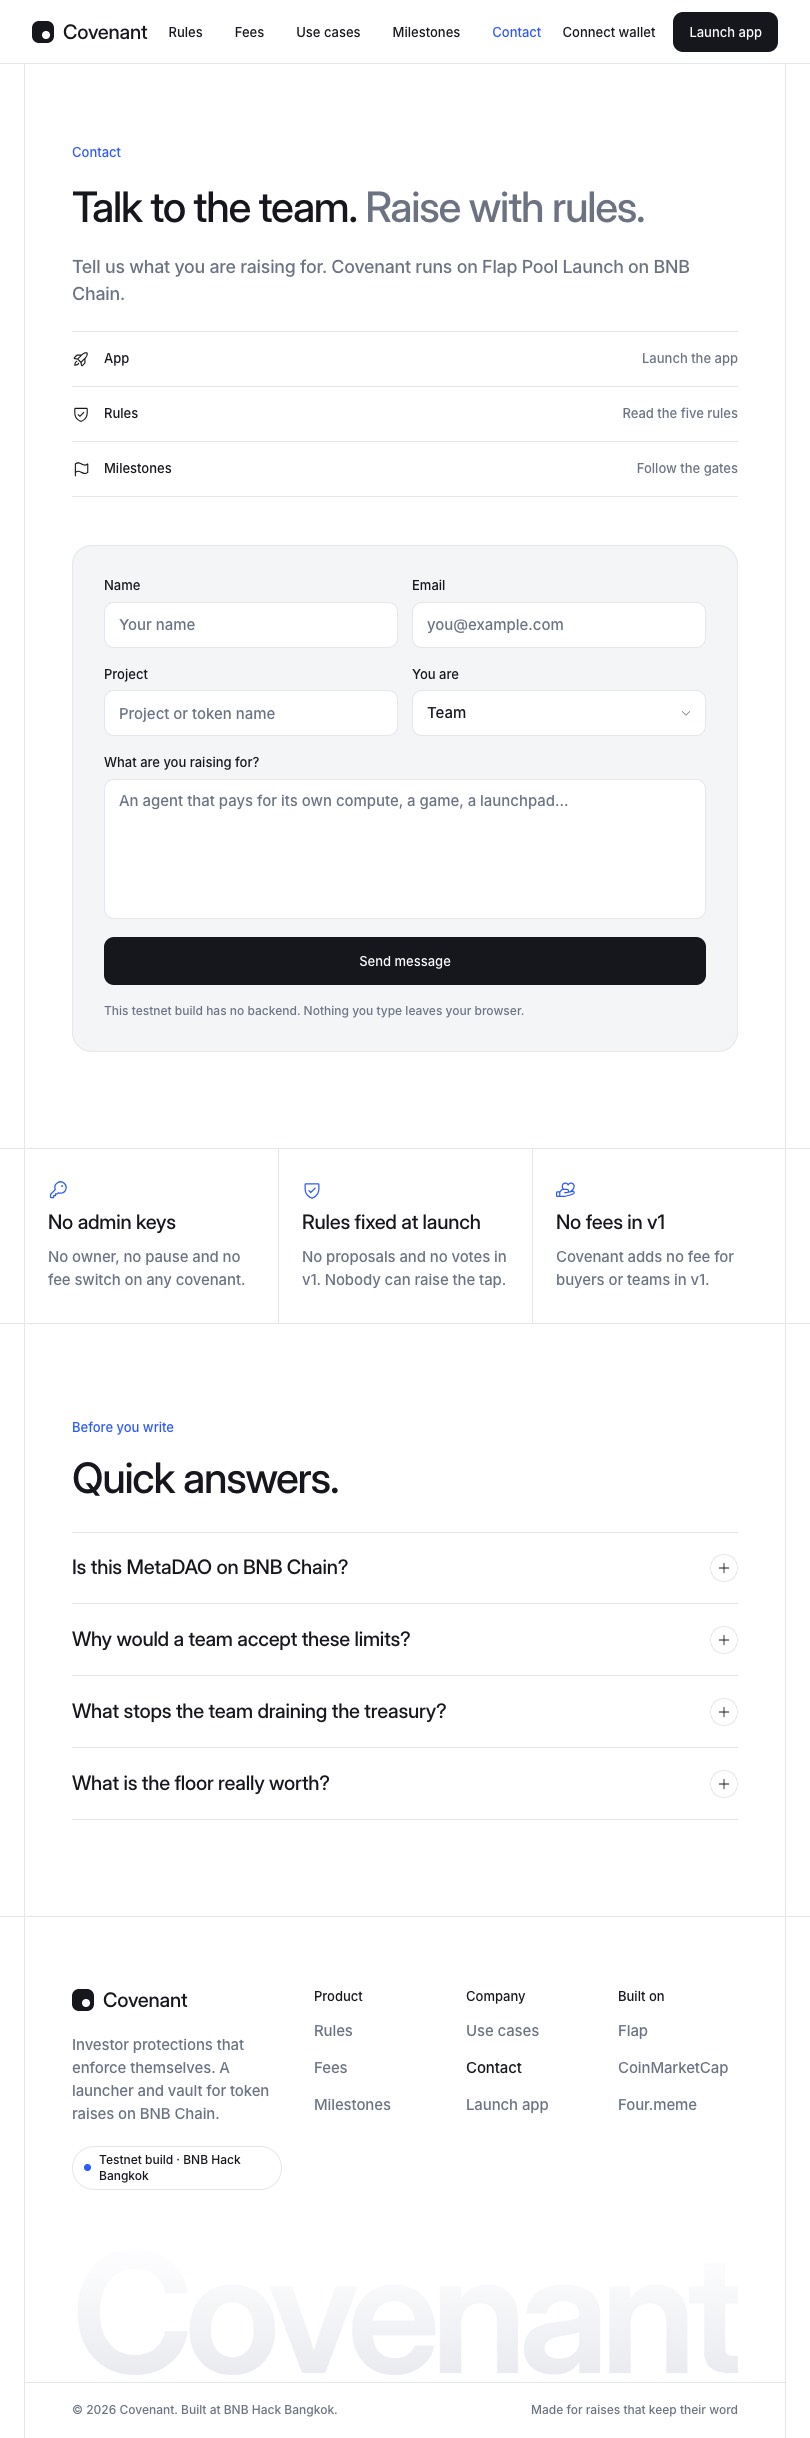 Covenant Rules Fees Use cases Milestones Contact Connect wallet Launch app
Contact
Talk to the team. Raise with rules.
Tell us what you are raising for. Covenant runs on Flap Pool Launch on BNB
Chain.
App Launch the app
Rules Read the five rules
Milestones Follow the gates
Name Email
Your name you@example.com
Project You are
Project or token name Team
What are you raising for?
An agent that pays for its own compute, a game, a launchpad...
Send message
This testnet build has no backend. Nothing you type leaves your browser.
No admin keys
No owner, no pause and no
fee switch on any covenant.
Rules fixed at launch
No proposals and no votes in
v1. Nobody can raise the tap.
No fees in v1
Covenant adds no fee for
buyers or teams in v1.
Before you write
Quick answers.
Is this MetaDAO on BNB Chain?
Why would a team accept these limits?
What stops the team draining the treasury?
What is the floor really worth?
Covenant
Investor protections that
enforce themselves. A
launcher and vault for token
raises on BNB Chain.
Testnet build · BNB Hack
Bangkok
Product
Rules
Fees
Milestones
Company
Use cases
Contact
Launch app
Built on
Flap
CoinMarketCap
Four.meme
Covenant
© 2026 Covenant. Built at BNB Hack Bangkok. Made for raises that keep their word